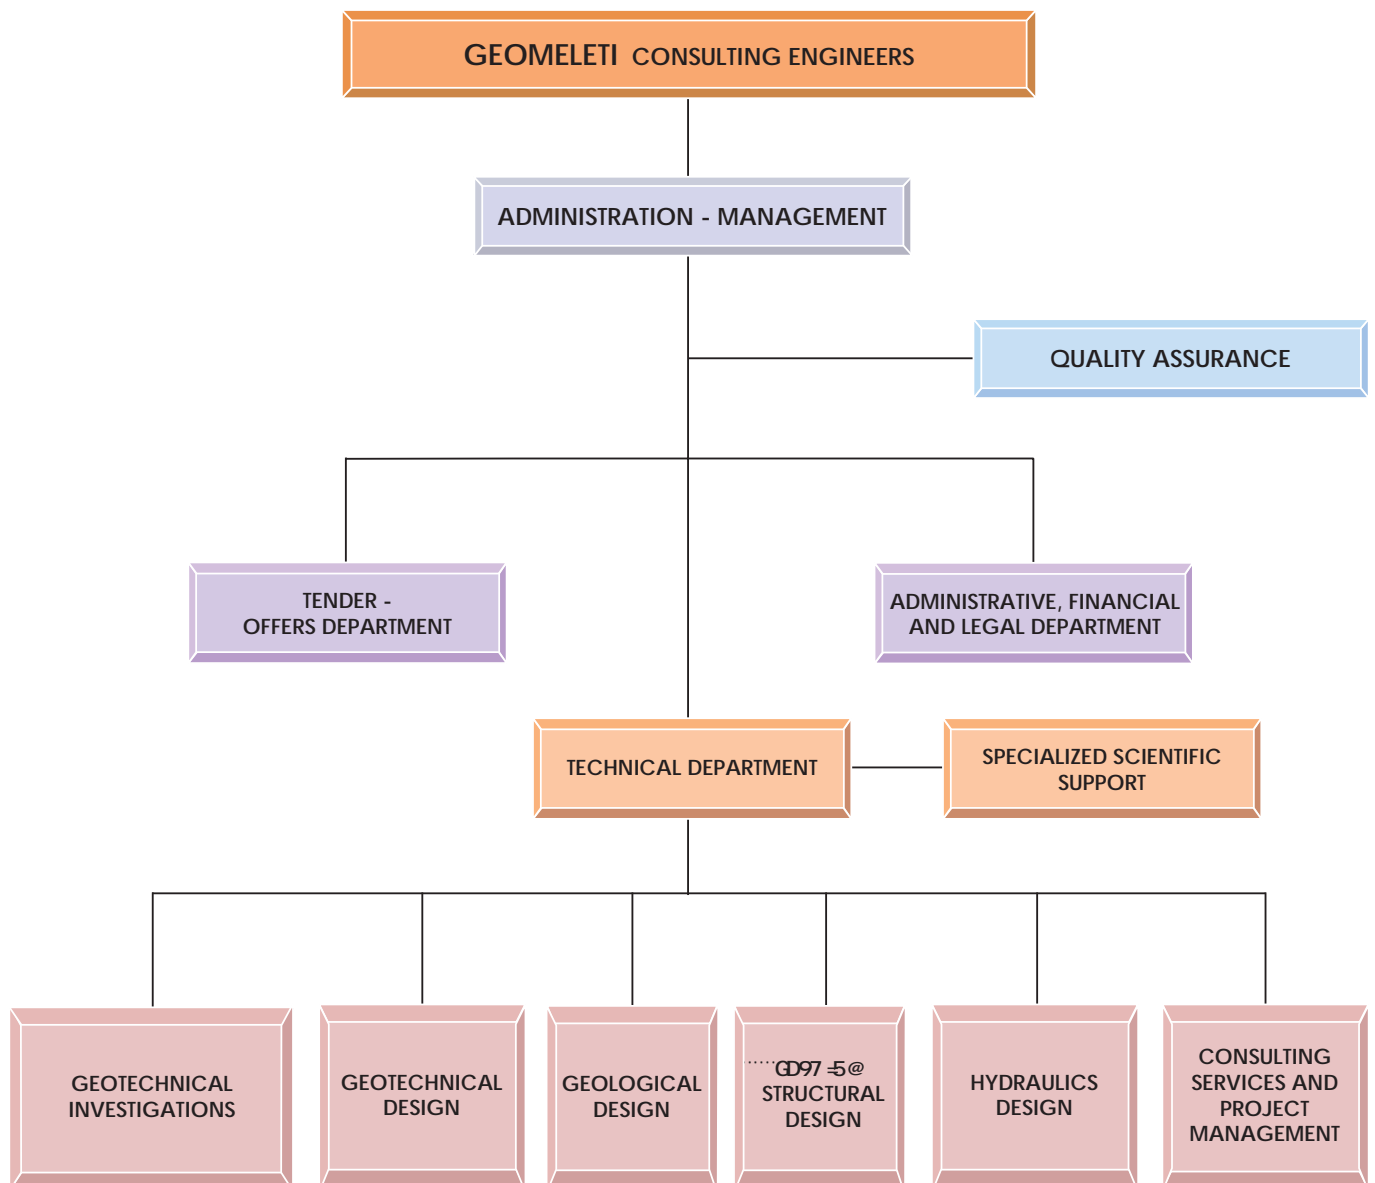 GEOMELETI CONSULTING ENGINEERS
ADMINISTRATION - MANAGEMENT
QUALITY ASSURANCE
TENDER -
OFFERS DEPARTMENT
ADMINISTRATIVE, FINANCIAL
AND LEGAL DEPARTMENT
TECHNICAL DEPARTMENT
SPECIALIZED SCIENTIFIC
SUPPORT
GEOTECHNICAL
INVESTIGATIONS
GEOTECHNICAL
DESIGN
GEOLOGICAL
DESIGN
STRUCTURAL
DESIGN
HYDRAULICS
DESIGN
CONSULTING
SERVICES AND
PROJECT
MANAGEMENT